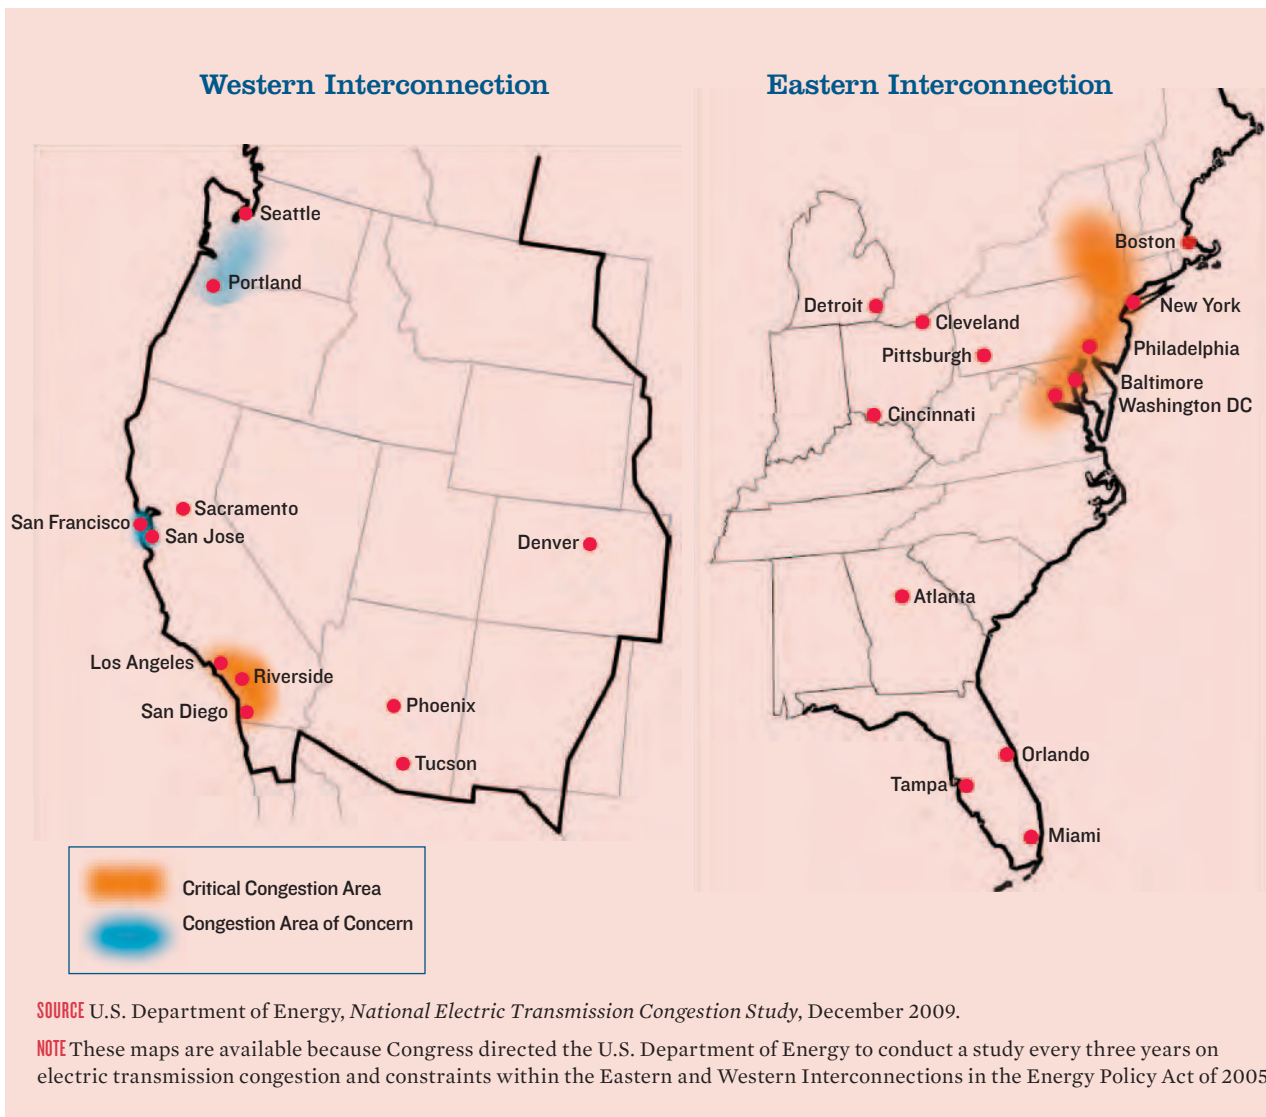 Western Interconnection
Eastern Interconnection
Seattle
Portland
Sacramento
San Francisco
San Jose
Denver
Los Angeles
Riverside
San Diego
Phoenix
Tucson
Boston
Detroit
New York
Cleveland
Pittsburgh
Philadelphia
Baltimore
Washington DC
Cincinnati
Atlanta
Orlando
Tampa
Miami
Critical Congestion Area
Congestion Area of Concern
SOURCE U.S. Department of Energy, National Electric Transmission Congestion Study, December 2009.
NOTE These maps are available because Congress directed the U.S. Department of Energy to conduct a study every three years on
electric transmission congestion and constraints within the Eastern and Western Interconnections in the Energy Policy Act of 2005